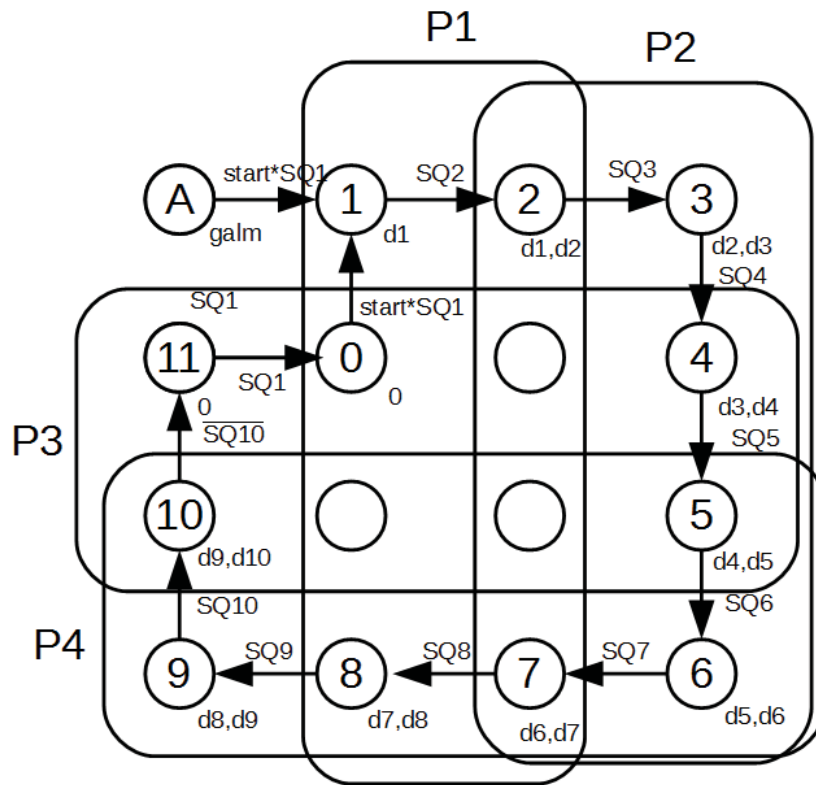 P1
P2
start*SQ1
SQ2
SQ3
A
1
2
3
galm
d1
d1,d2
d2,d3
SQ4
SQ1
start*SQ1
11
0
4
SQ1
0
0
d3,d4
SQ10
SQ5
P3
10
5
d9,d10
d4,d5
SQ10
SQ6
P4
SQ9
SQ8
SQ7
9
8
7
6
d8,d9
d7,d8
d6,d7
d5,d6